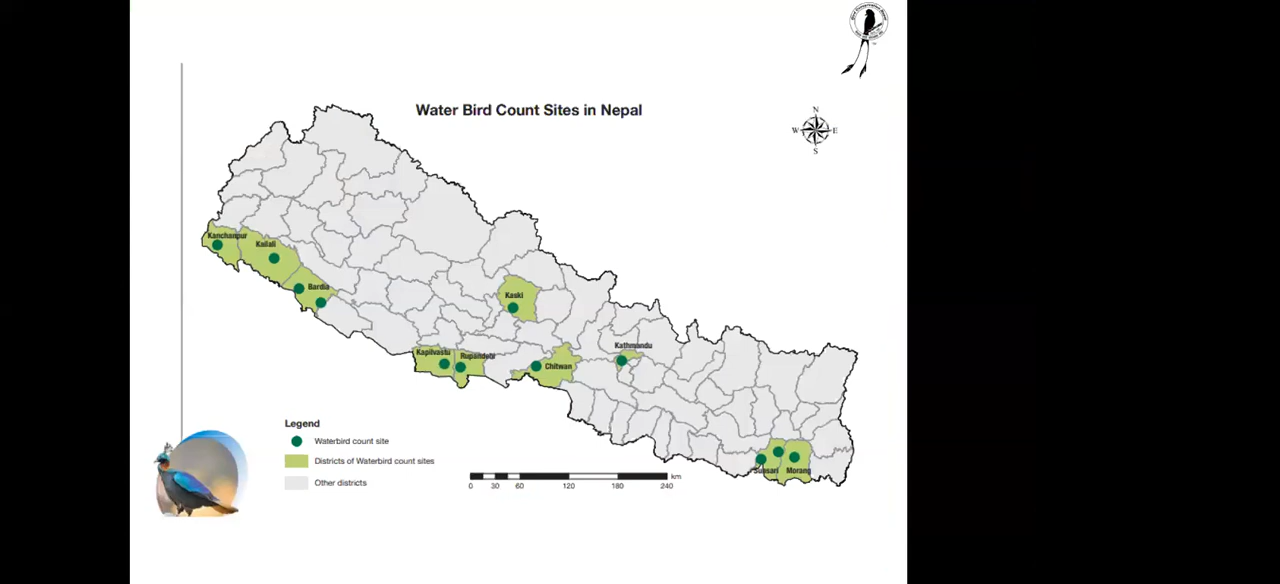 Water Bird Count Sites in Nepal
N
W E
S
Kanchanpur
Kailali
Bardia
Kaski
Kathmandu
Kapilvastu
Rupandehi
Chitwan
Sunsari
Morang
Legend
Waterbird count site
Districts of Waterbird count sites
Other districts
km
0 30 60 120 180 240